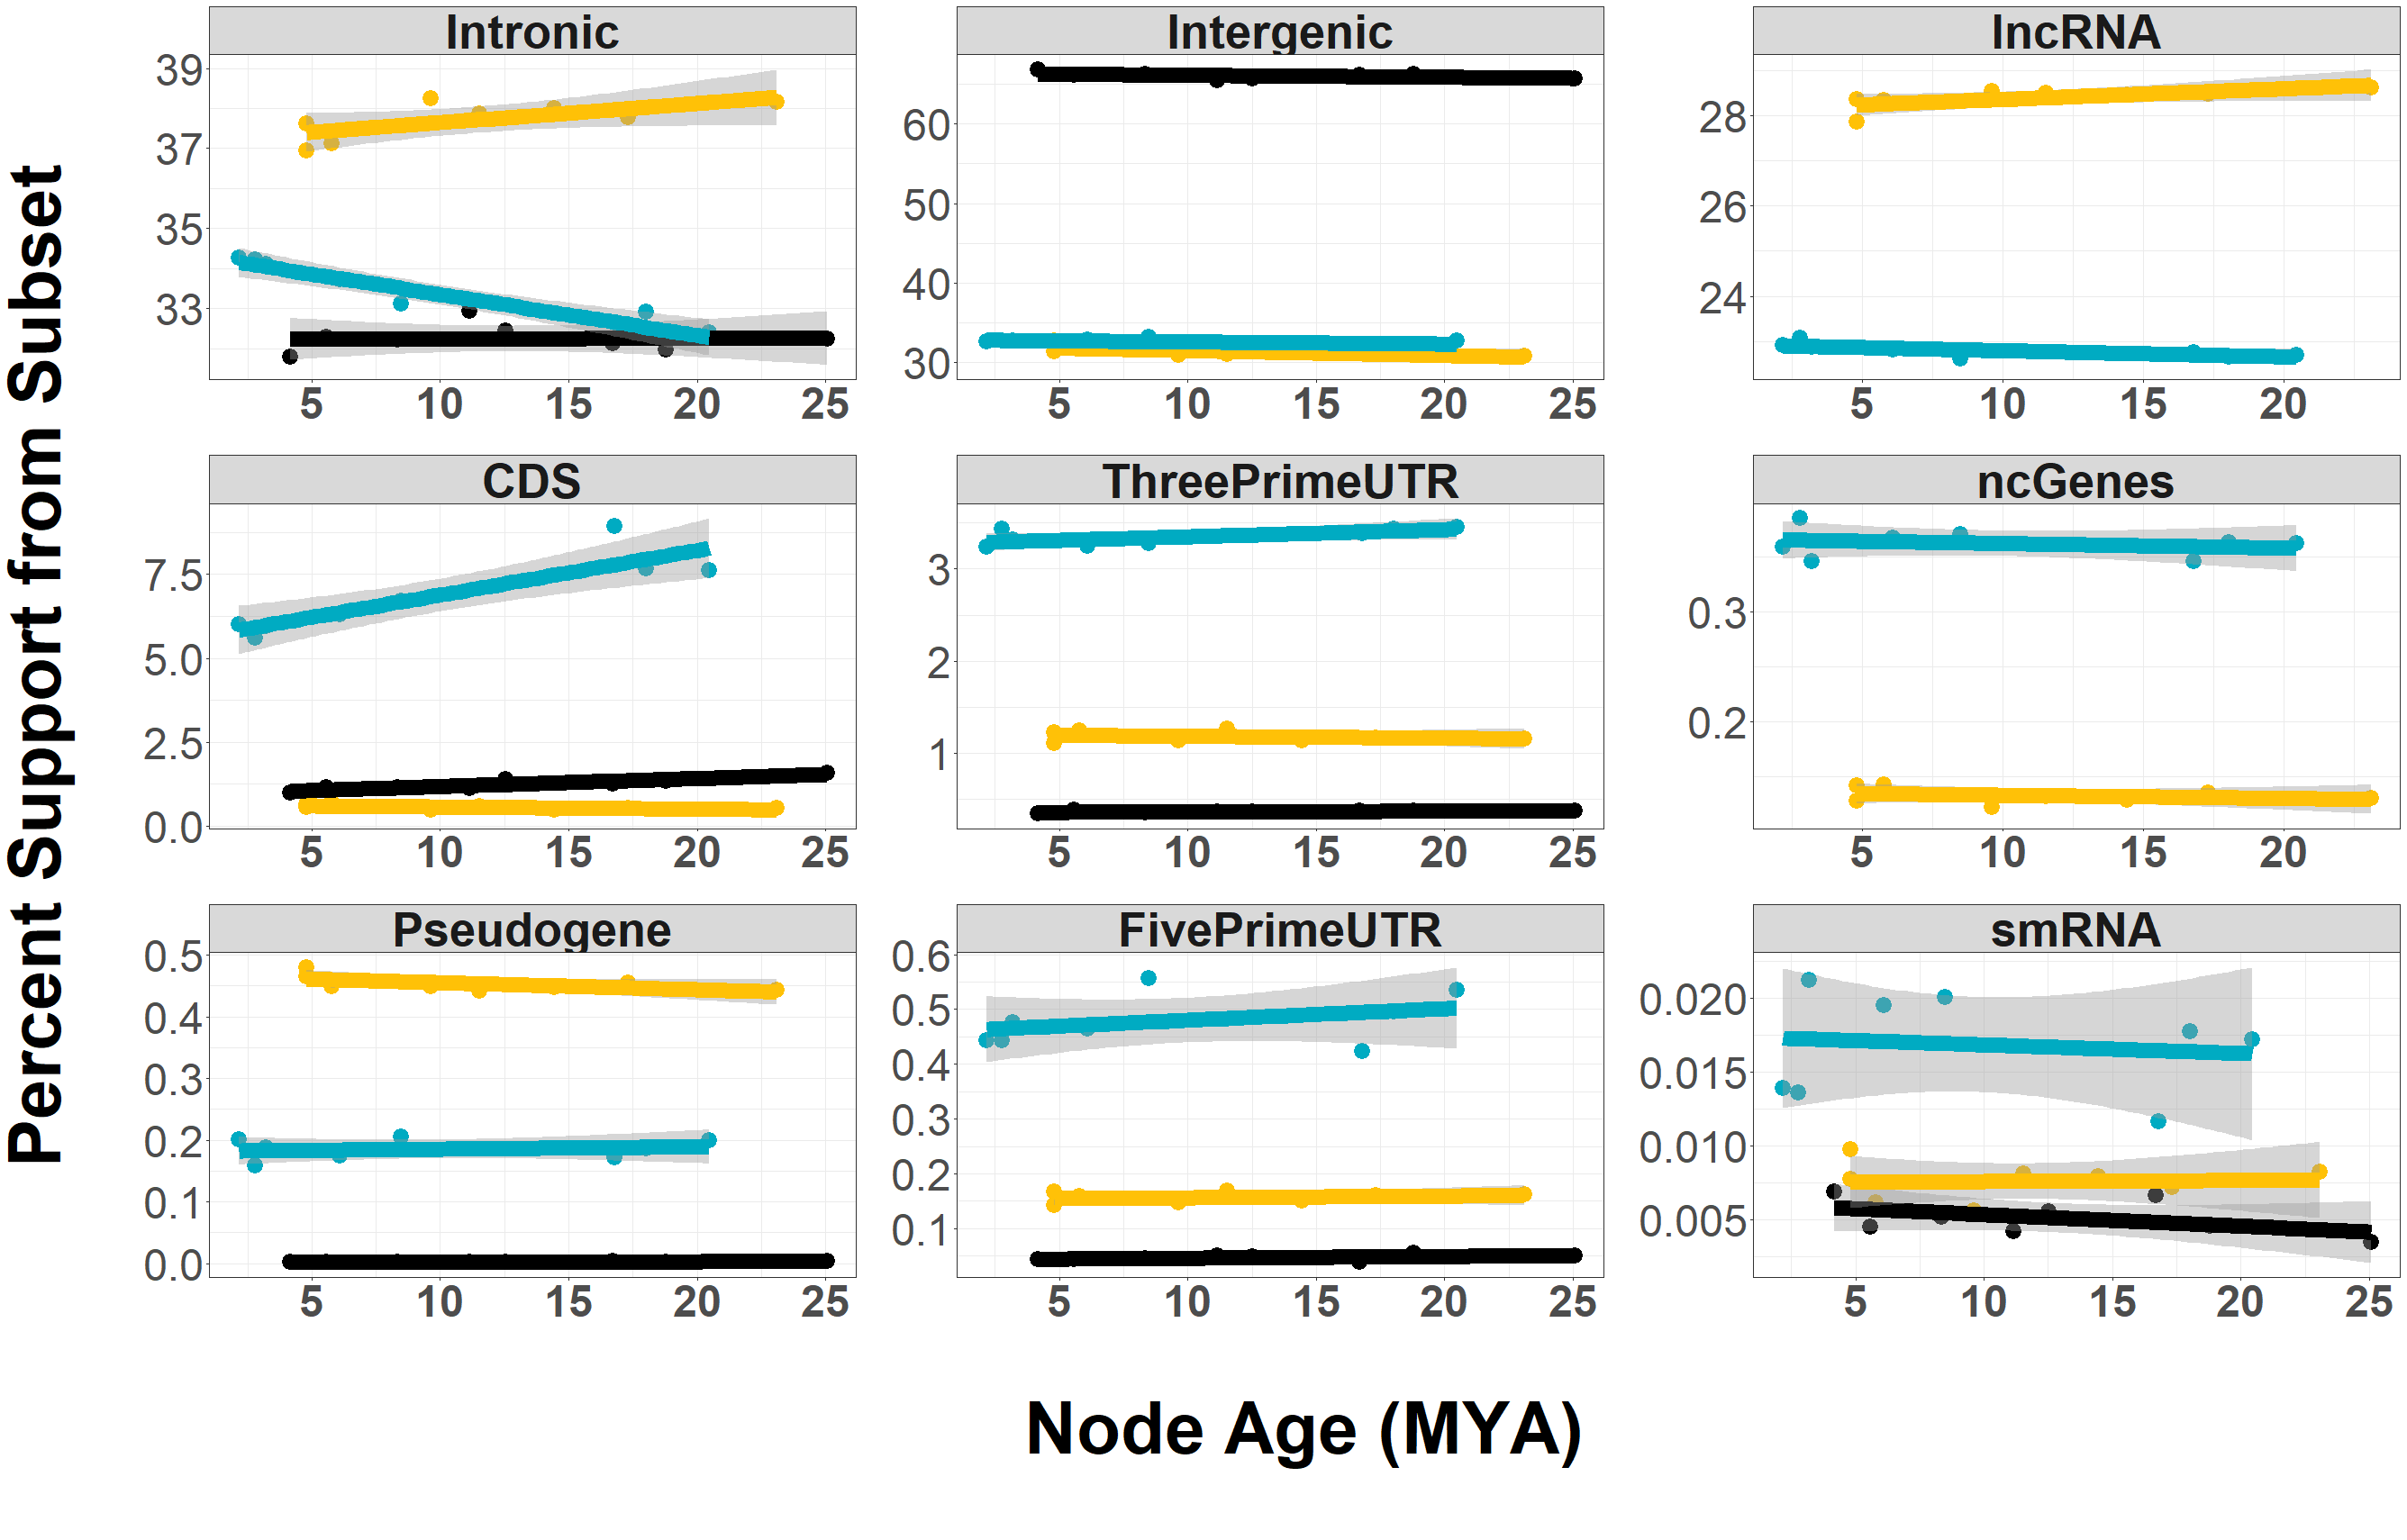 Percent Support from Subset
Intronic
39
37
35
33
5 10 15 20 25
Intergenic
60
50
40
30
5 10 15 20 25
lncRNA
28
26
24
5 10 15 20
CDS
7.5
5.0
2.5
0.0
5 10 15 20 25
ThreePrimeUTR
3
2
1
5 10 15 20 25
ncGenes
0.3
0.2
5 10 15 20
Pseudogene
0.5
0.4
0.3
0.2
0.1
0.0
5 10 15 20 25
FivePrimeUTR
0.6
0.5
0.4
0.3
0.2
0.1
5 10 15 20 25
smRNA
0.020
0.015
0.010
0.005
5 10 15 20 25
Node Age (MYA)